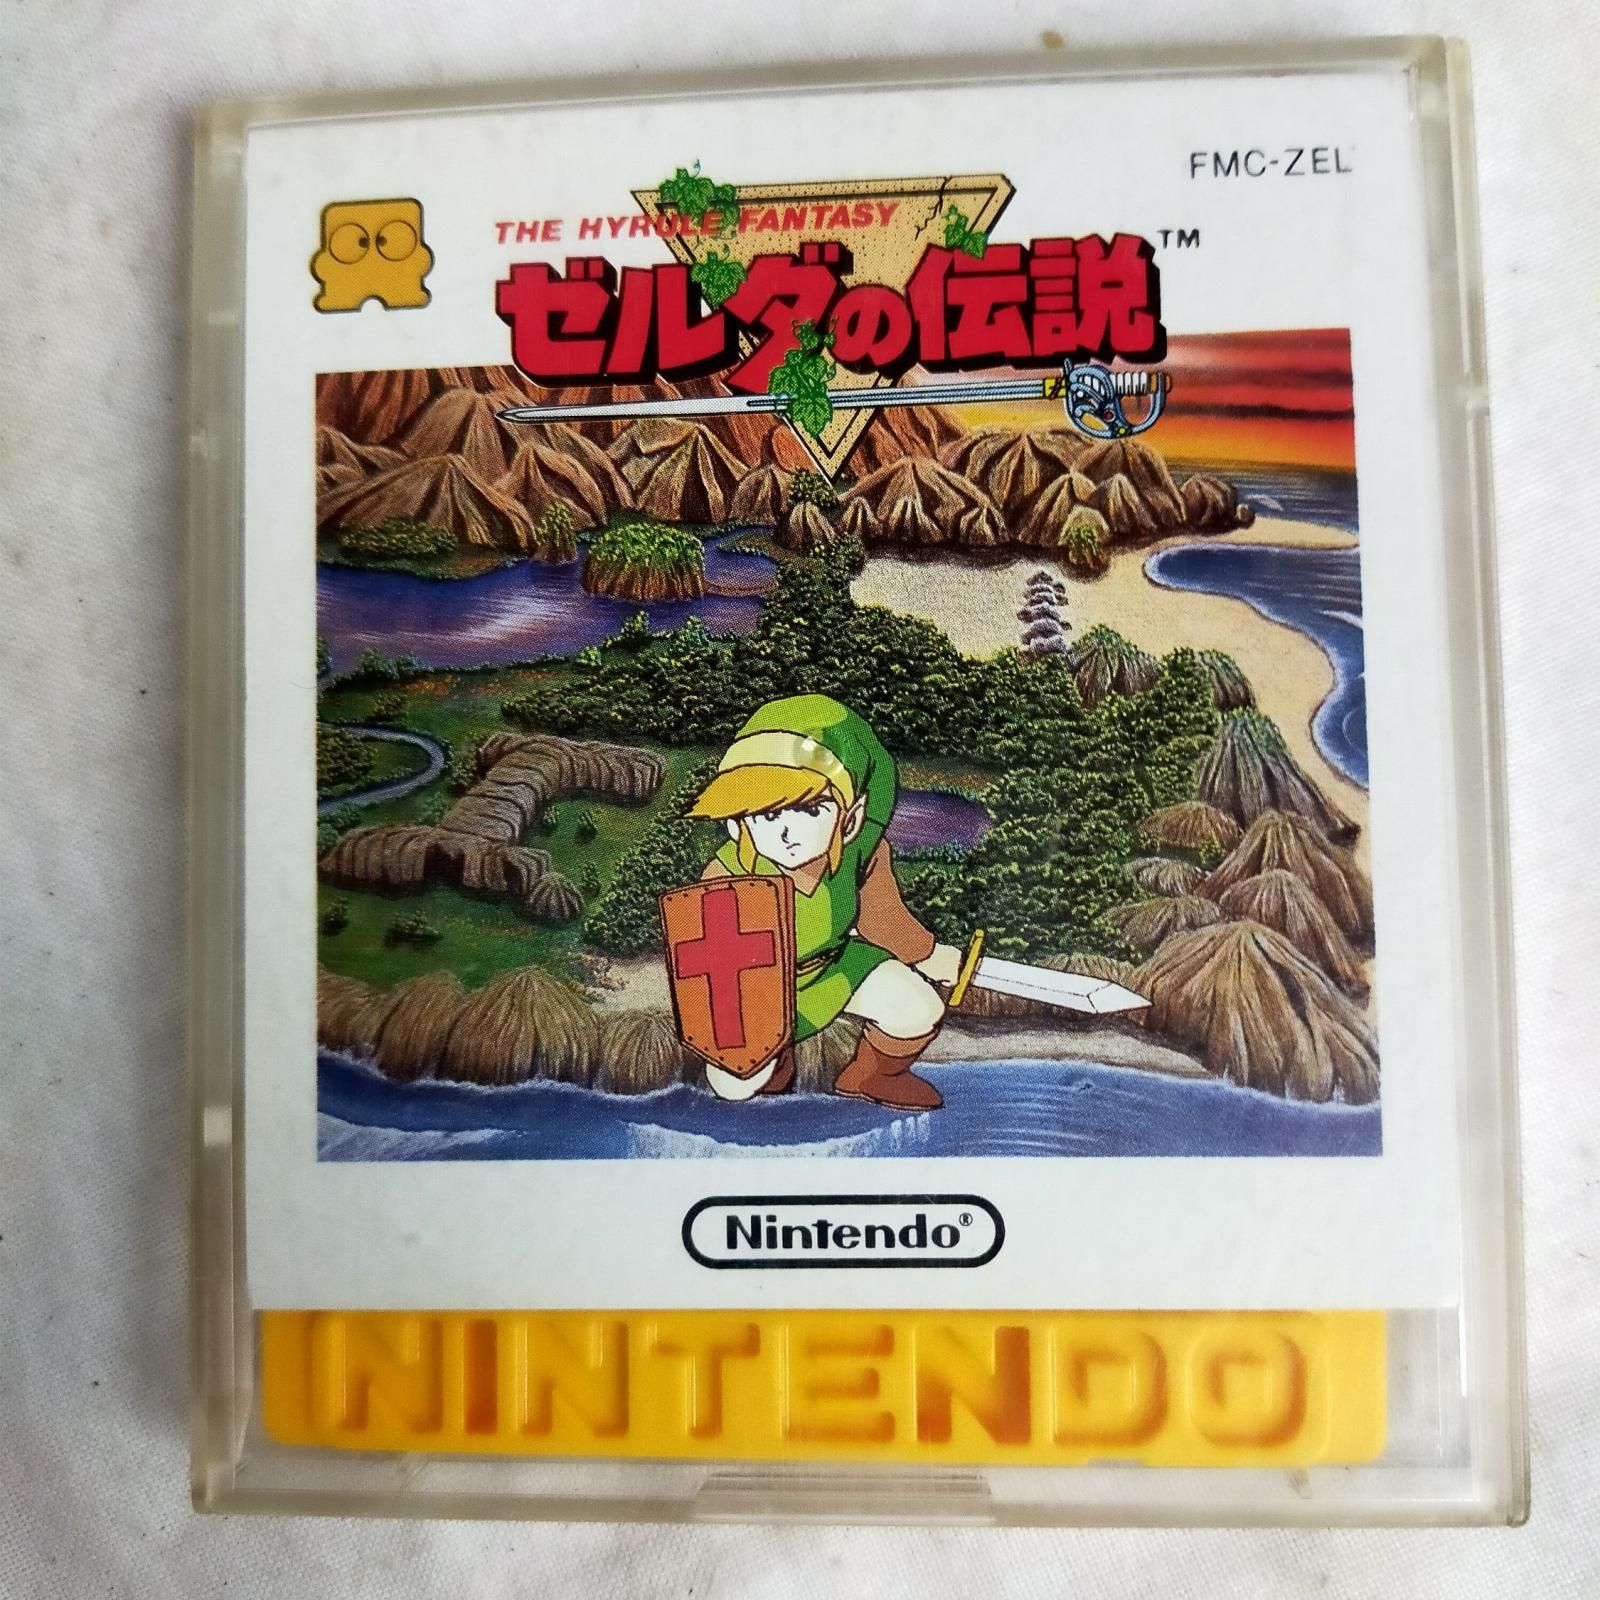 FMC-ZEL
THE HYRULE FANTASY
ゼルダの伝説™
Nintendo®
NINTENDO